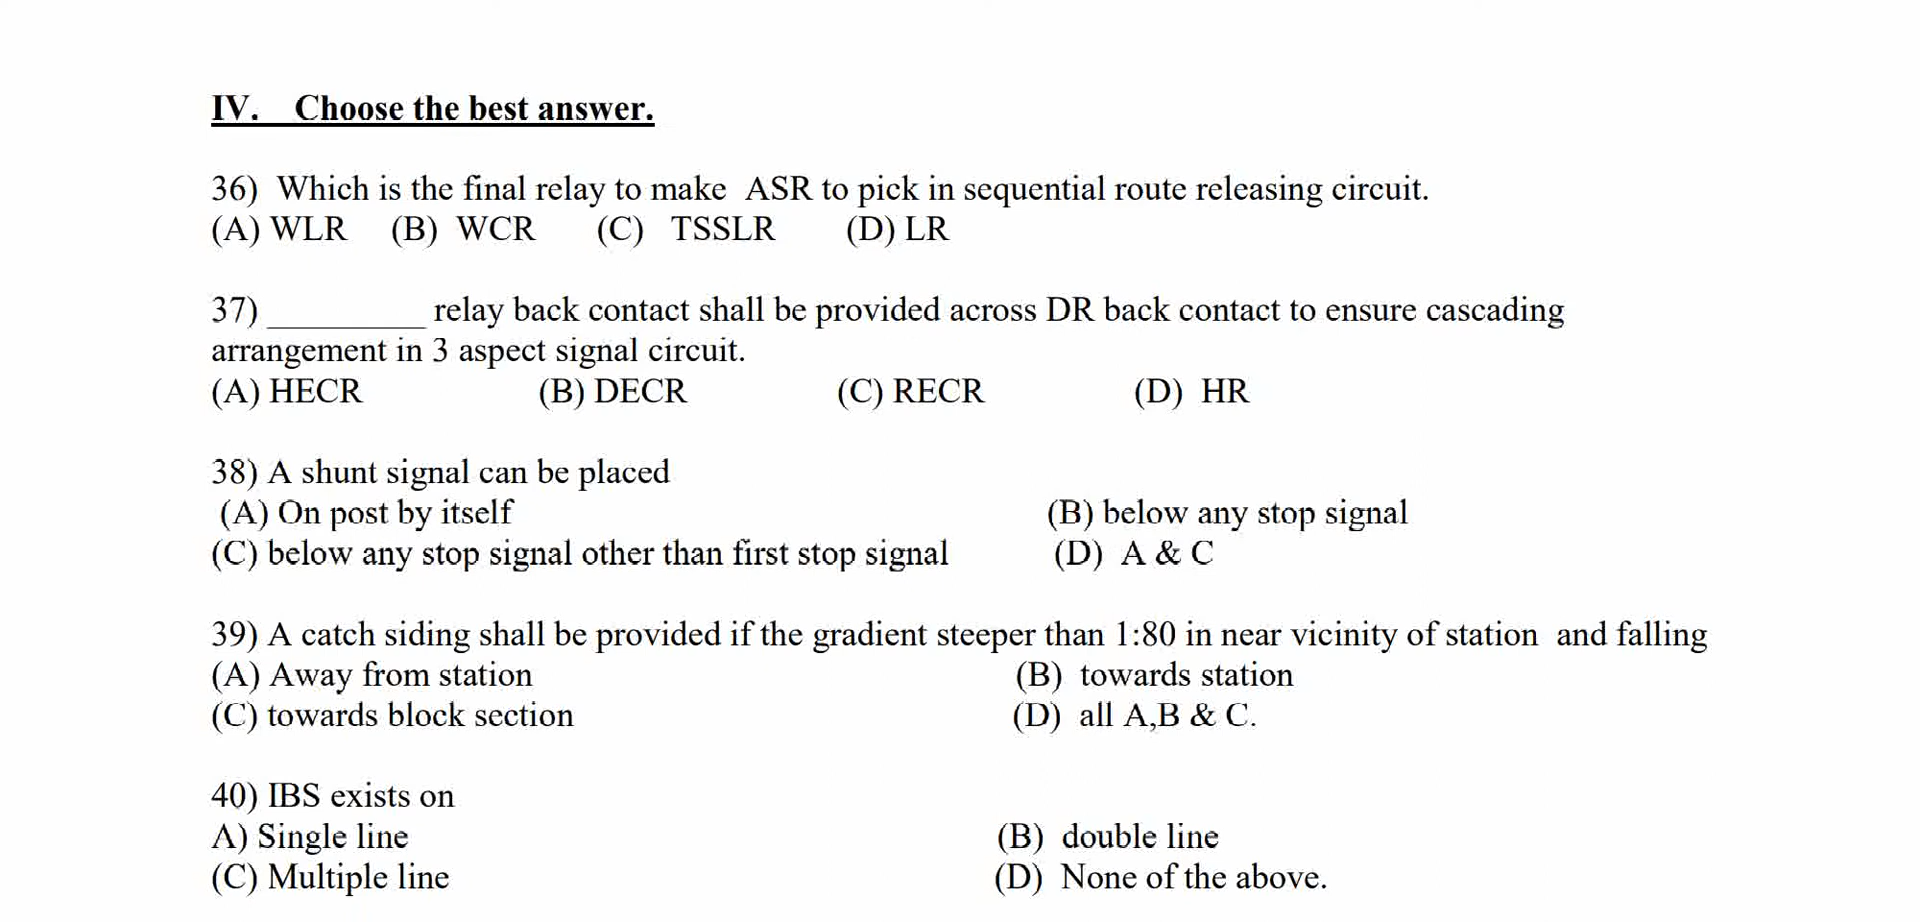 IV. Choose the best answer.
36) Which is the final relay to make ASR to pick in sequential route releasing circuit.
(A) WLR (B) WCR (C) TSSLR (D) LR
37) _________ relay back contact shall be provided across DR back contact to ensure cascading
arrangement in 3 aspect signal circuit.
(A) HECR (B) DECR (C) RECR (D) HR
38) A shunt signal can be placed
(A) On post by itself (B) below any stop signal
(C) below any stop signal other than first stop signal (D) A & C
39) A catch siding shall be provided if the gradient steeper than 1:80 in near vicinity of station and falling
(A) Away from station (B) towards station
(C) towards block section (D) all A,B & C.
40) IBS exists on
A) Single line (B) double line
(C) Multiple line (D) None of the above.